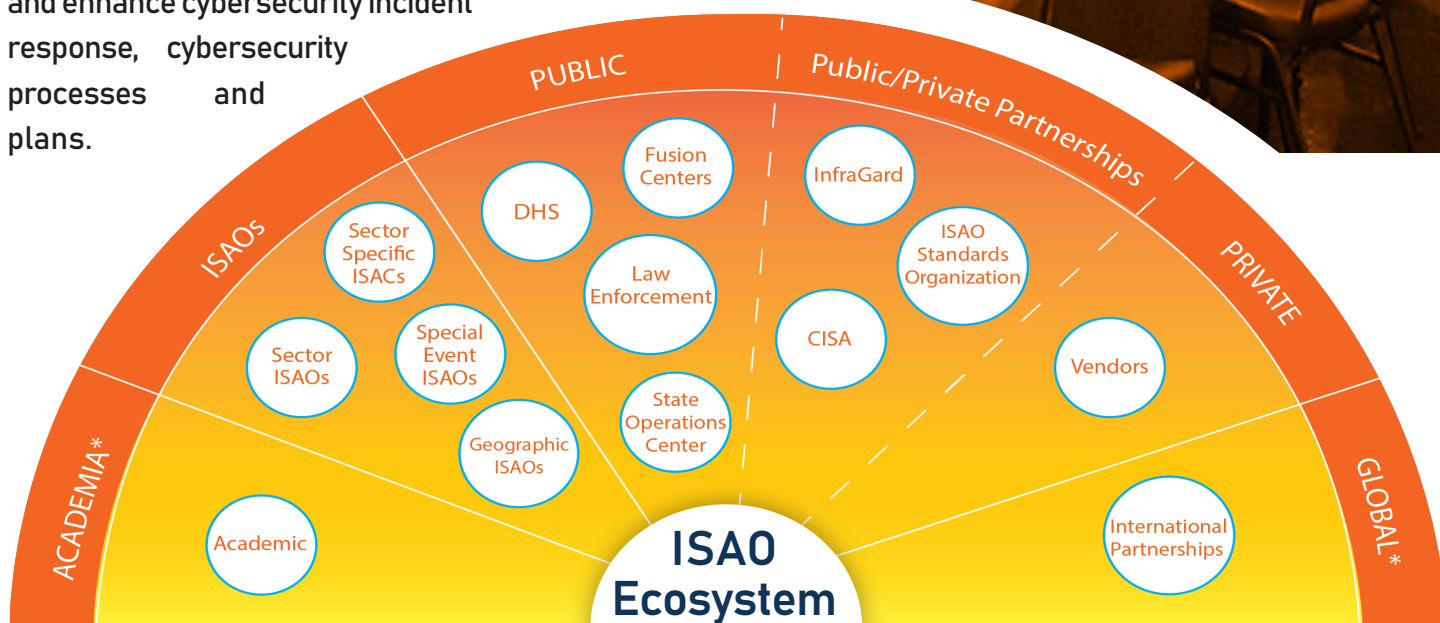 and enhance cybersecurity incident
response, cybersecurity
processes and
plans.
ACADEMIA*
Academic
ISAOs
Sector
Specific
ISACs
Sector
ISAOs
Special
Event
ISAOs
Geographic
ISAOs
PUBLIC
Fusion
Centers
DHS
Law
Enforcement
State
Operations
Center
Public/Private Partnerships
InfraGard
ISAO
Standards
Organization
CISA
PRIVATE
Vendors
GLOBAL*
International
Partnerships
ISAO
Ecosystem